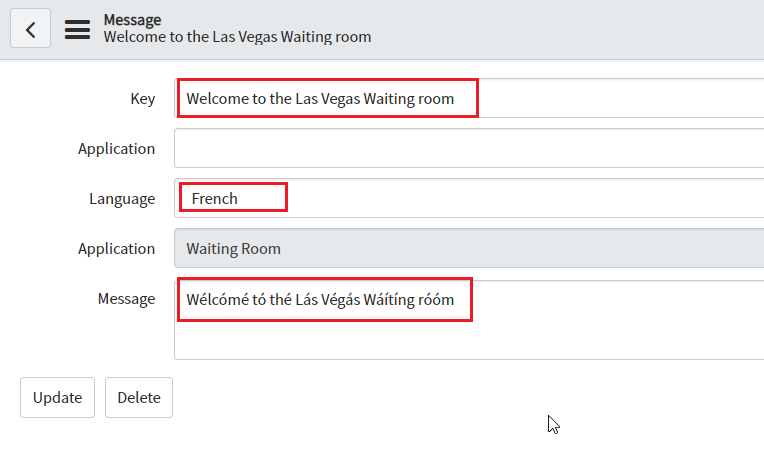 Message
Welcome to the Las Vegas Waiting room
Key Welcome to the Las Vegas Waiting room
Application
Language French
Application Waiting Room
Message Wélcómé tó thé Lás Végás Wáítíng róóm
Update Delete